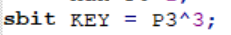 sbit KEY = P3^3;